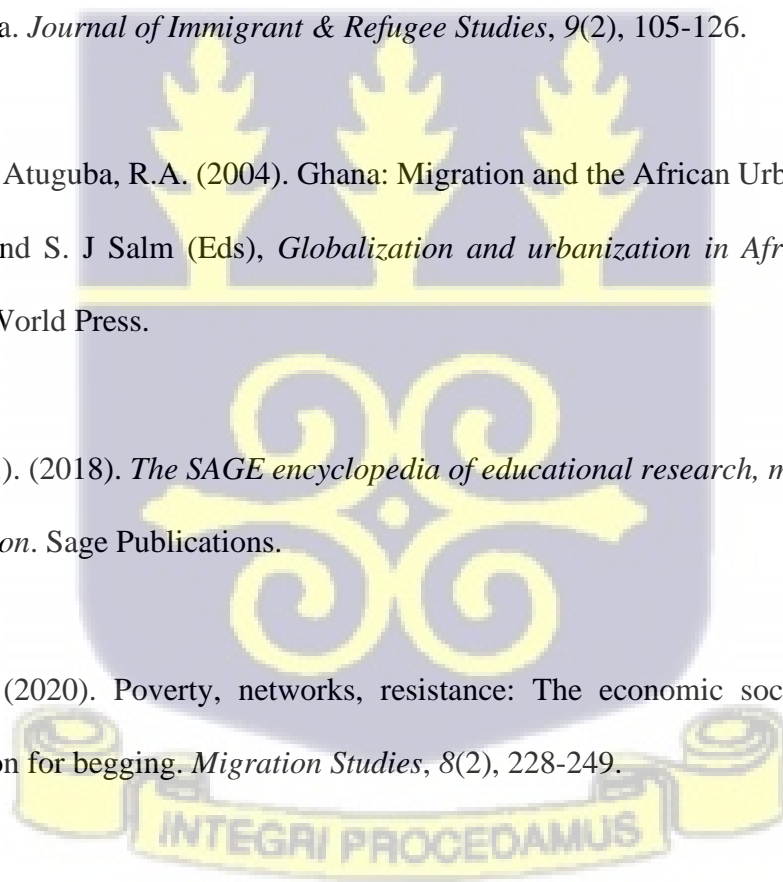 a. Journal of Immigrant & Refugee Studies, 9(2), 105-126.
Atuguba, R.A. (2004). Ghana: Migration and the African Urb
nd S. J Salm (Eds), Globalization and urbanization in Afr
World Press.
). (2018). The SAGE encyclopedia of educational research, m
on. Sage Publications.
(2020). Poverty, networks, resistance: The economic soc
on for begging. Migration Studies, 8(2), 228-249.
INTEGRI PROCEDAMUS